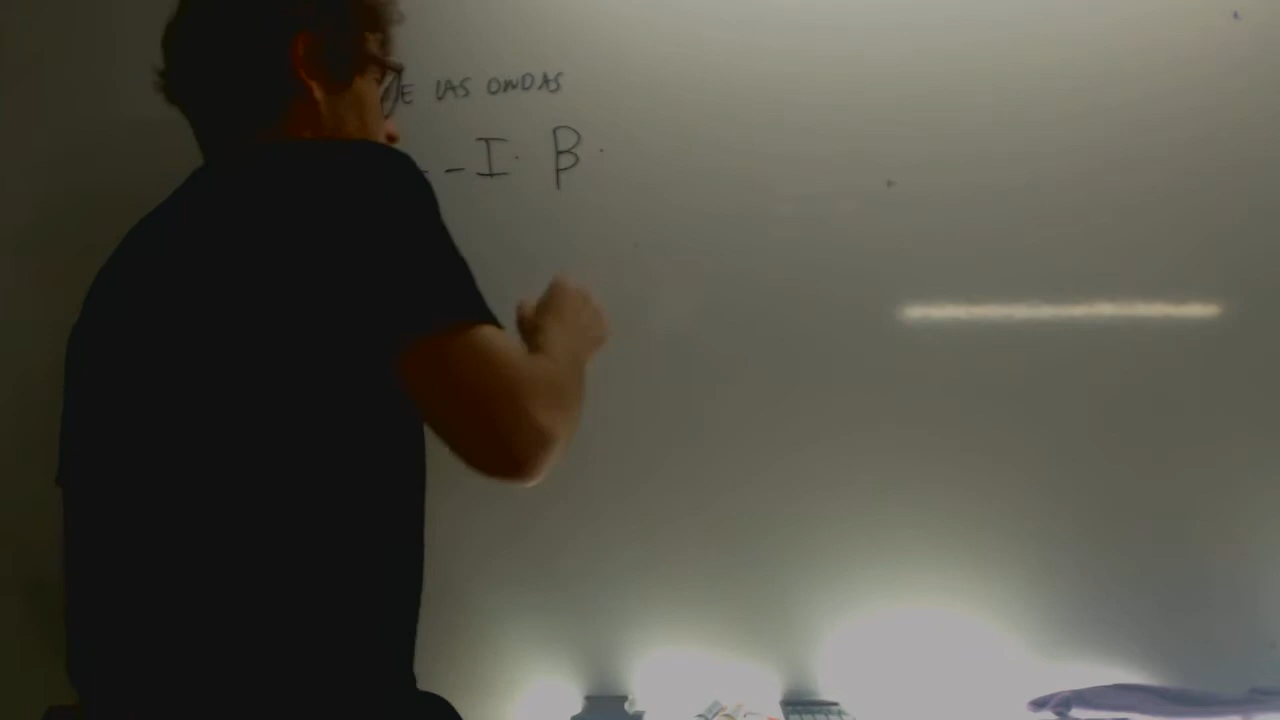 E LAS ONDAS
- - I · β ·